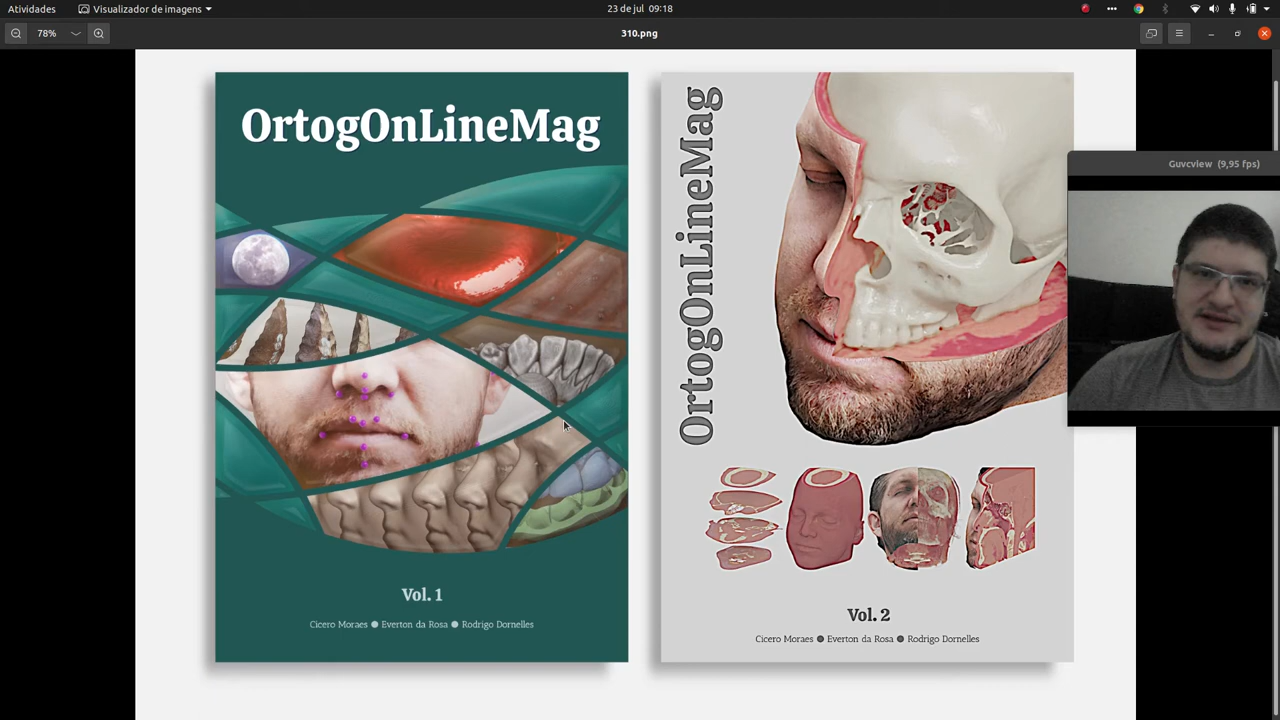 Atividades
Visualizador de imagens
23 de jul 09:18
78%
310.png
OrtogOnLineMag
Vol. 1
Cicero Moraes ● Everton da Rosa ● Rodrigo Dornelles
OrtogOnLineMag
Vol. 2
Cicero Moraes ● Everton da Rosa ● Rodrigo Dornelles
Guvcview (9,95 fps)